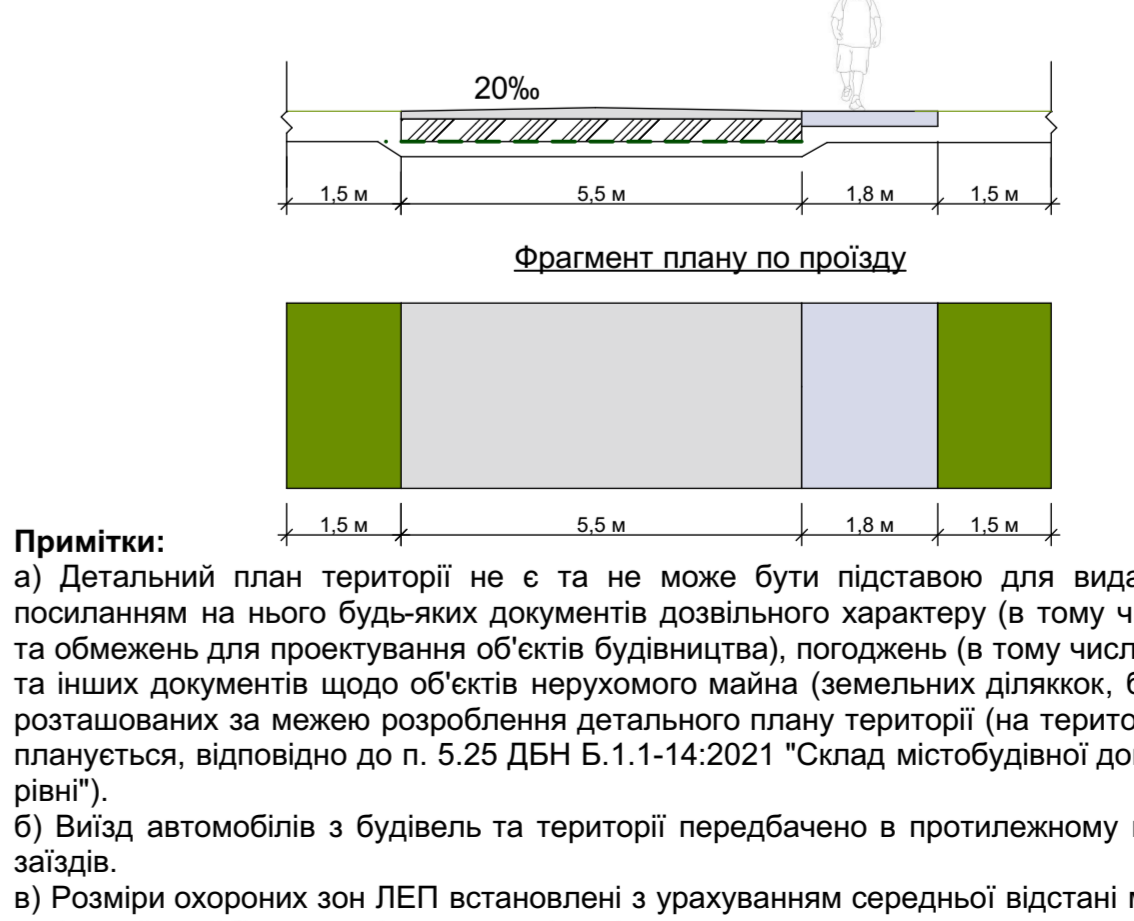 20‰
1,5 м 5,5 м 1,8 м 1,5 м
Фрагмент плану по проїзду
1,5 м 5,5 м 1,8 м 1,5 м
Примітки:
а) Детальний план території не є та не може бути підставою для вида
посиланням на нього будь-яких документів дозвільного характеру (в тому ч
та обмежень для проектування об'єктів будівництва), погоджень (в тому числ
та інших документів щодо об'єктів нерухомого майна (земельних діляккок, б
розташованих за межею розроблення детального плану території (на терито
планується, відповідно до п. 5.25 ДБН Б.1.1-14:2021 "Склад містобудівної до
рівні").
б) Виїзд автомобілів з будівель та території передбачено в протилежному
заїздів.
в) Розміри охороних зон ЛЕП встановлені з урахуванням середньої відстані